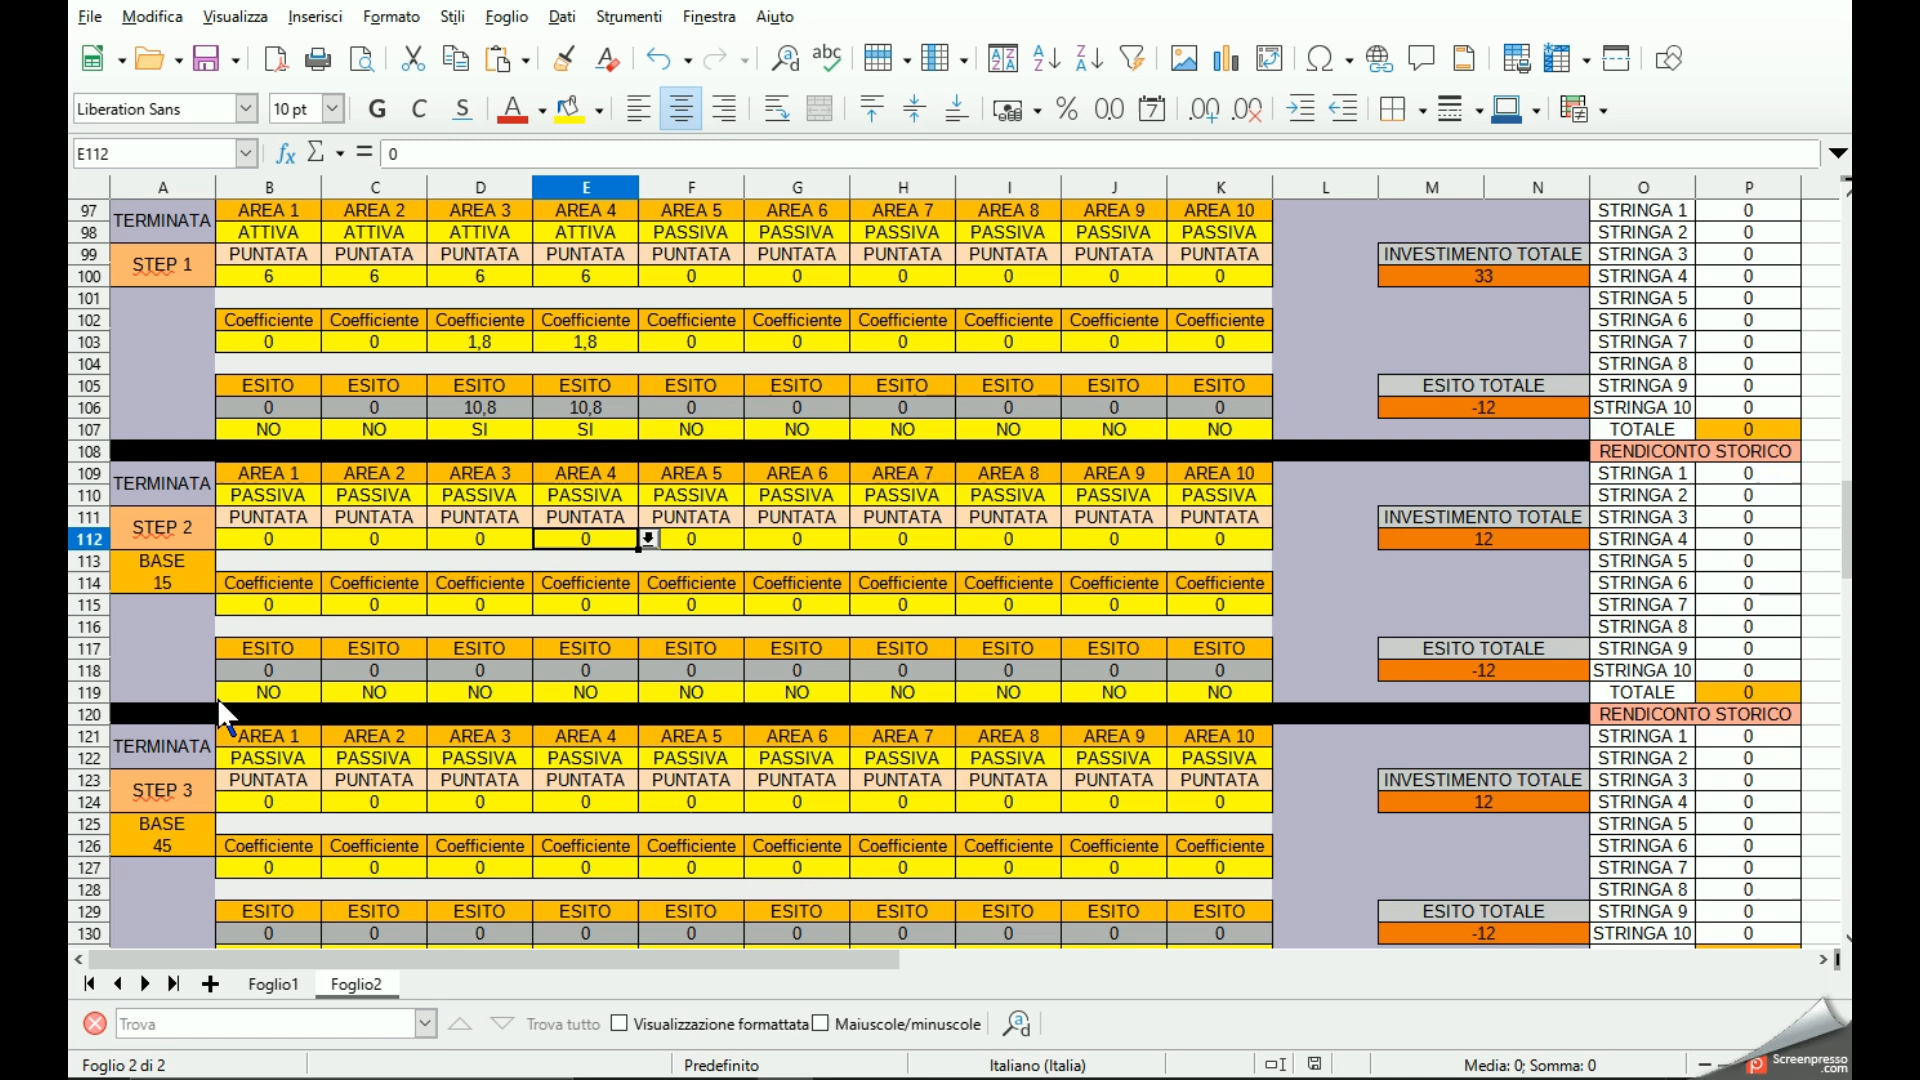 File Modifica Visualizza Inserisci Formato Stili Foglio Dati Strumenti Finestra Aiuto
Liberation Sans 10 pt G C S
E112 0
A B C D E F G H I J K L M N O P
97 TERMINATA AREA 1 AREA 2 AREA 3 AREA 4 AREA 5 AREA 6 AREA 7 AREA 8 AREA 9 AREA 10 STRINGA 1 0
98 ATTIVA ATTIVA ATTIVA ATTIVA PASSIVA PASSIVA PASSIVA PASSIVA PASSIVA PASSIVA STRINGA 2 0
99 STEP 1 PUNTATA PUNTATA PUNTATA PUNTATA PUNTATA PUNTATA PUNTATA PUNTATA PUNTATA PUNTATA INVESTIMENTO TOTALE STRINGA 3 0
100 6 6 6 6 0 0 0 0 0 0 33 STRINGA 4 0
101 STRINGA 5 0
102 Coefficiente Coefficiente Coefficiente Coefficiente Coefficiente Coefficiente Coefficiente Coefficiente Coefficiente Coefficiente STRINGA 6 0
103 0 0 1,8 1,8 0 0 0 0 0 0 STRINGA 7 0
104 STRINGA 8 0
105 ESITO ESITO ESITO ESITO ESITO ESITO ESITO ESITO ESITO ESITO ESITO TOTALE STRINGA 9 0
106 0 0 10,8 10,8 0 0 0 0 0 0 -12 STRINGA 10 0
107 NO NO SI SI NO NO NO NO NO NO TOTALE 0
108 RENDICONTO STORICO
109 TERMINATA AREA 1 AREA 2 AREA 3 AREA 4 AREA 5 AREA 6 AREA 7 AREA 8 AREA 9 AREA 10 STRINGA 1 0
110 PASSIVA PASSIVA PASSIVA PASSIVA PASSIVA PASSIVA PASSIVA PASSIVA PASSIVA PASSIVA STRINGA 2 0
111 STEP 2 PUNTATA PUNTATA PUNTATA PUNTATA PUNTATA PUNTATA PUNTATA PUNTATA PUNTATA PUNTATA INVESTIMENTO TOTALE STRINGA 3 0
112 0 0 0 0 0 0 0 0 0 0 12 STRINGA 4 0
113 BASE STRINGA 5 0
114 15 Coefficiente Coefficiente Coefficiente Coefficiente Coefficiente Coefficiente Coefficiente Coefficiente Coefficiente Coefficiente STRINGA 6 0
115 0 0 0 0 0 0 0 0 0 0 STRINGA 7 0
116 STRINGA 8 0
117 ESITO ESITO ESITO ESITO ESITO ESITO ESITO ESITO ESITO ESITO ESITO TOTALE STRINGA 9 0
118 0 0 0 0 0 0 0 0 0 0 -12 STRINGA 10 0
119 NO NO NO NO NO NO NO NO NO NO TOTALE 0
120 RENDICONTO STORICO
121 TERMINATA AREA 1 AREA 2 AREA 3 AREA 4 AREA 5 AREA 6 AREA 7 AREA 8 AREA 9 AREA 10 STRINGA 1 0
122 PASSIVA PASSIVA PASSIVA PASSIVA PASSIVA PASSIVA PASSIVA PASSIVA PASSIVA PASSIVA STRINGA 2 0
123 STEP 3 PUNTATA PUNTATA PUNTATA PUNTATA PUNTATA PUNTATA PUNTATA PUNTATA PUNTATA PUNTATA INVESTIMENTO TOTALE STRINGA 3 0
124 0 0 0 0 0 0 0 0 0 0 12 STRINGA 4 0
125 BASE STRINGA 5 0
126 45 Coefficiente Coefficiente Coefficiente Coefficiente Coefficiente Coefficiente Coefficiente Coefficiente Coefficiente Coefficiente STRINGA 6 0
127 0 0 0 0 0 0 0 0 0 0 STRINGA 7 0
128 STRINGA 8 0
129 ESITO ESITO ESITO ESITO ESITO ESITO ESITO ESITO ESITO ESITO ESITO TOTALE STRINGA 9 0
130 0 0 0 0 0 0 0 0 0 0 -12 STRINGA 10 0
Foglio1 Foglio2
Trova Trova tutto Visualizzazione formattata Maiuscole/minuscole
Foglio 2 di 2 Predefinito Italiano (Italia) Media: 0; Somma: 0
Screenpresso
.com